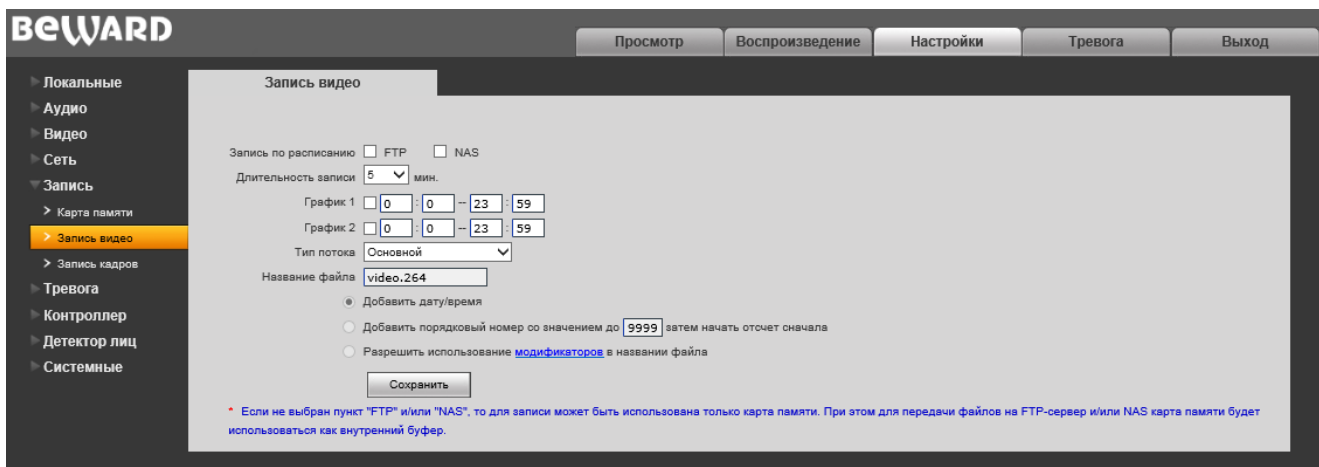 BEWARD
Просмотр Воспроизведение Настройки Тревога Выход
Локальные
Аудио
Видео
Сеть
Запись
Карта памяти
Запись видео
Запись кадров
Тревога
Контроллер
Детектор лиц
Системные
Запись видео
Запись по расписанию FTP NAS
Длительность записи 5 мин.
График 1 0 : 0 -- 23 : 59
График 2 0 : 0 -- 23 : 59
Тип потока Основной
Название файла video.264
Добавить дату/время
Добавить порядковый номер со значением до 9999 затем начать отсчет сначала
Разрешить использование модификаторов в названии файла
Сохранить
* Если не выбран пункт "FTP" и/или "NAS", то для записи может быть использована только карта памяти. При этом для передачи файлов на FTP-сервер и/или NAS карта памяти будет
использоваться как внутренний буфер.